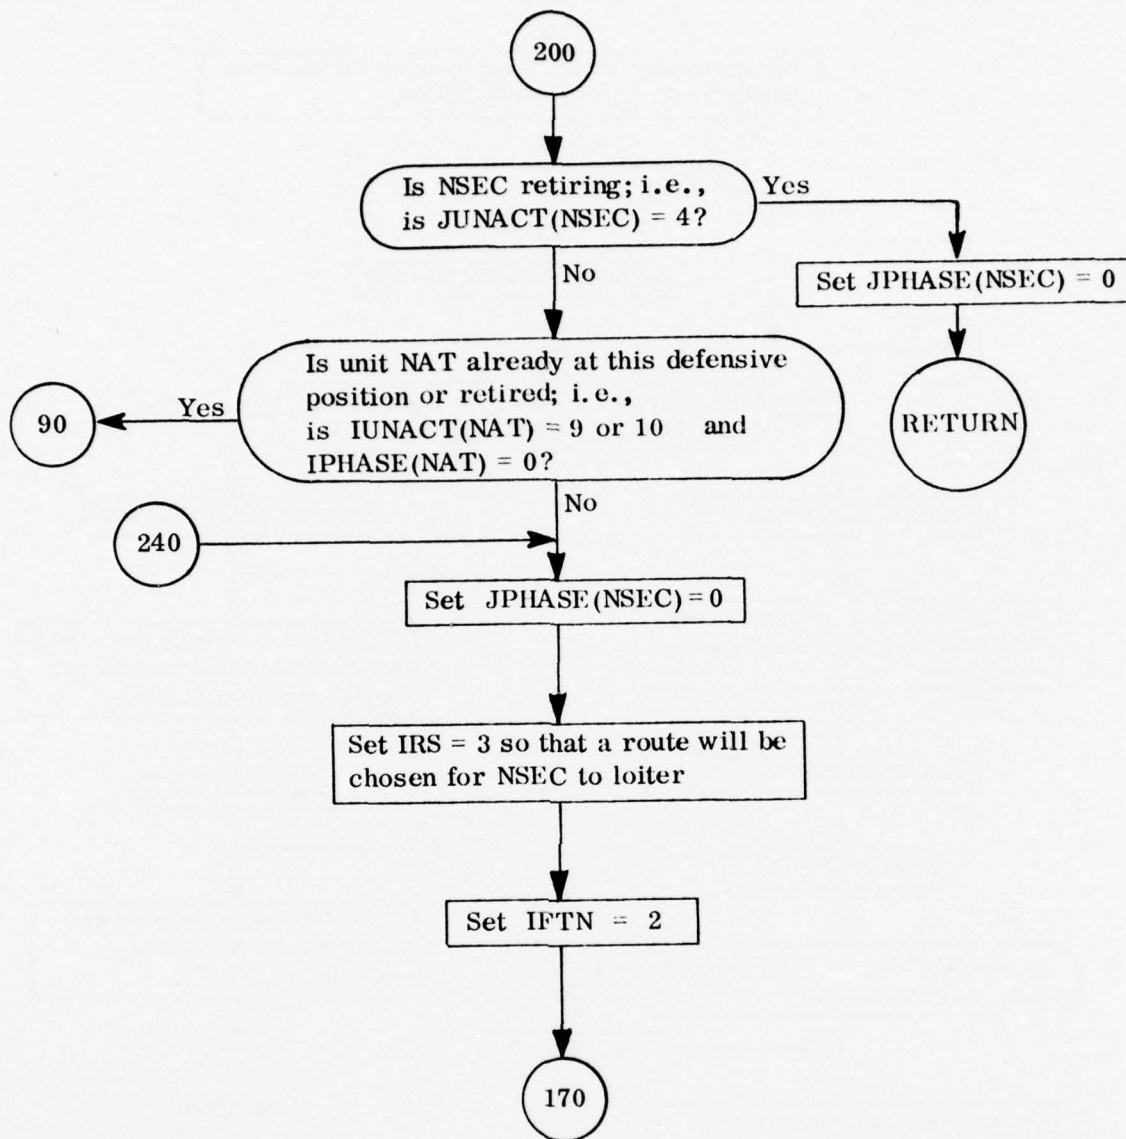 200
Is NSEC retiring; i.e.,
is JUNACT(NSEC) = 4?
Yes
No
Set JPHASE(NSEC) = 0
RETURN
Is unit NAT already at this defensive
position or retired; i.e.,
is IUNACT(NAT) = 9 or 10 and
IPHASE(NAT) = 0?
Yes
90
No
240
Set JPHASE(NSEC)=0
Set IRS = 3 so that a route will be
chosen for NSEC to loiter
Set IFTN = 2
170